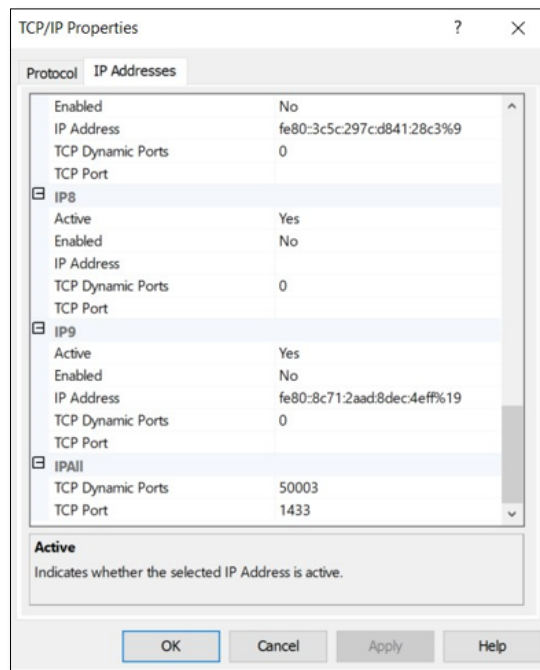 TCP/IP Properties ? ×
Protocol IP Addresses
Enabled No
IP Address fe80::3c5c:297c:d841:28c3%9
TCP Dynamic Ports 0
TCP Port
IP8
Active Yes
Enabled No
IP Address
TCP Dynamic Ports 0
TCP Port
IP9
Active Yes
Enabled No
IP Address fe80::8c71:2aad:8dec:4eff%19
TCP Dynamic Ports 0
TCP Port
IPAll
TCP Dynamic Ports 50003
TCP Port 1433
Active
Indicates whether the selected IP Address is active.
OK Cancel Apply Help